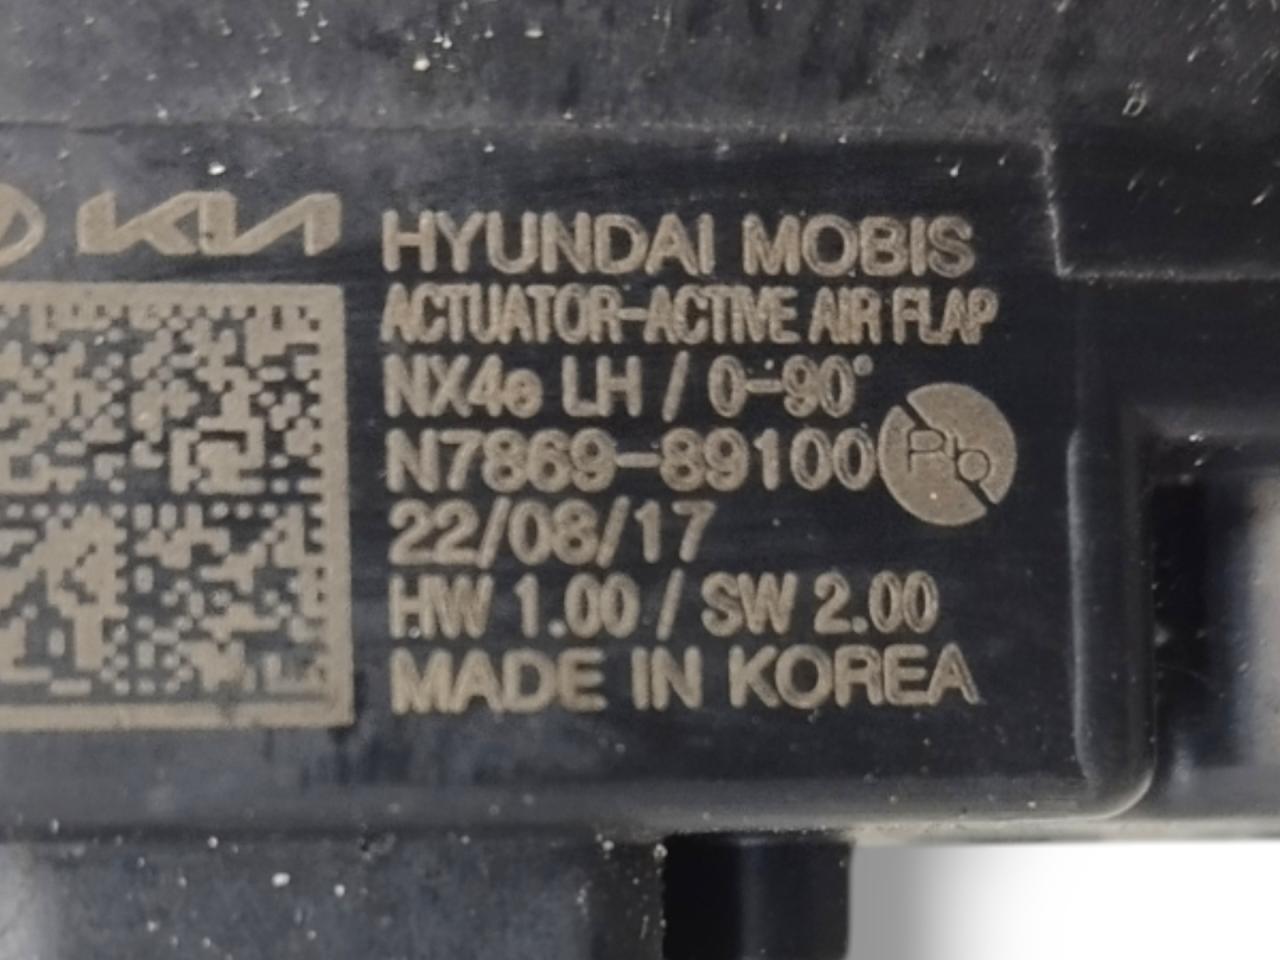 KIA
HYUNDAI MOBIS
ACTUATOR-ACTIVE AIR FLAP
NX4e LH / 0-90°
N7869-89100
Pb
22/08/17
HW 1.00 / SW 2.00
MADE IN KOREA